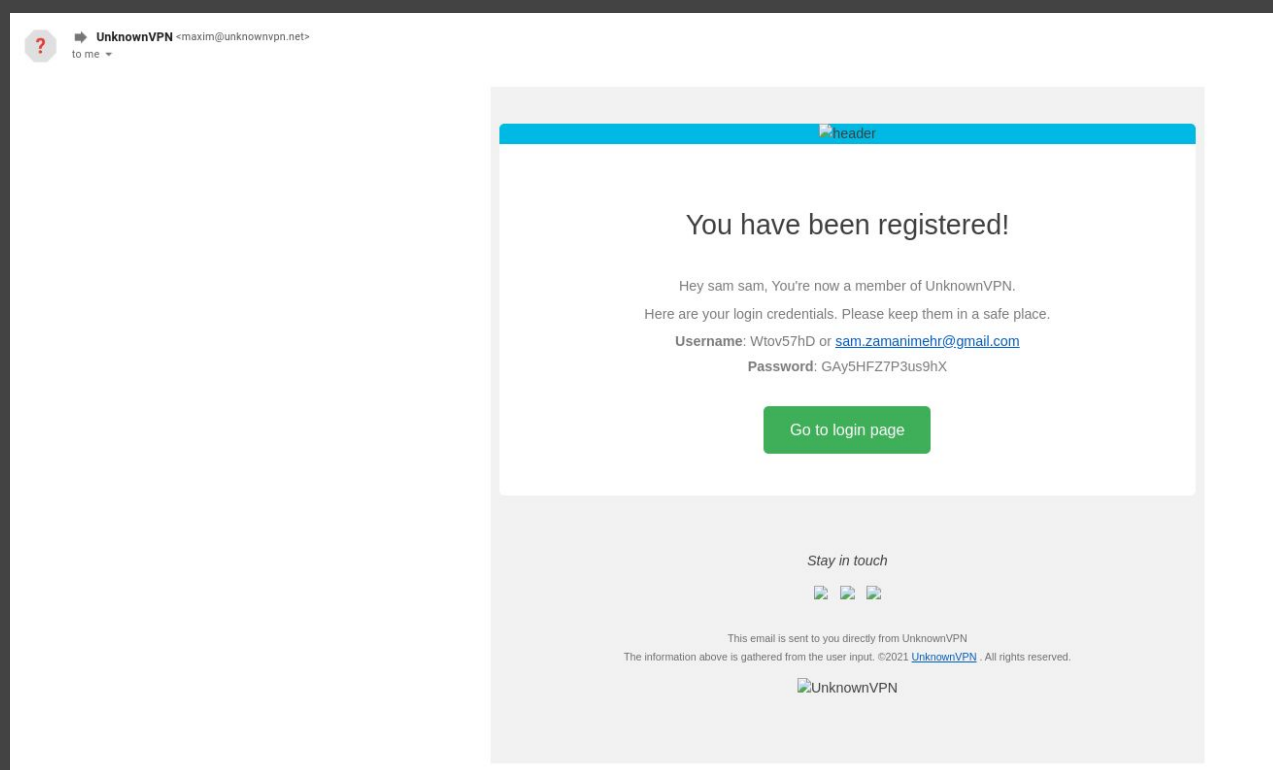 ?
UnknownVPN <maxim@unknownvpn.net>
to me
header
You have been registered!
Hey sam sam, You're now a member of UnknownVPN.
Here are your login credentials. Please keep them in a safe place.
Username: Wtov57hD or sam.zamanimehr@gmail.com
Password: GAy5HFZ7P3us9hX
Go to login page
Stay in touch
This email is sent to you directly from UnknownVPN
The information above is gathered from the user input. ©2021 UnknownVPN . All rights reserved.
UnknownVPN